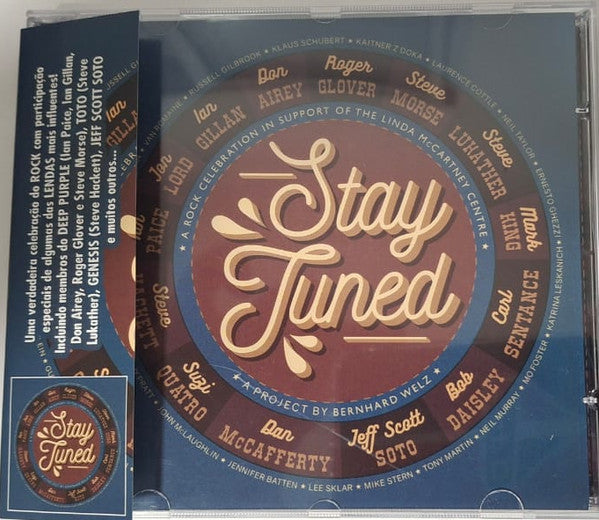 Uma verdadeira celebração do ROCK com participação
especiais de algumas das LENDAS mais influentes!
Incluindo membros do DEEP PURPLE (Ian Paice, Ian Gillan,
Don Airey, Roger Glover e Steve Morse), TOTO (Steve
Lukather), GENESIS (Steve Hackett), JEFF SCOTT SOTO
e muitos outros...
Stay
Tuned
Stay
Tuned
A ROCK CELEBRATION IN SUPPORT OF THE LINDA McCARTNEY CENTRE
A PROJECT BY BERNHARD WELZ
Ian
PAICE
Jon
LORD
Ian
GILLAN
Don
AIREY
Roger
GLOVER
Steve
MORSE
Steve
LUKATHER
Mark
KING
Carl
SENTANCE
Bob
DAISLEY
Jeff Scott
SOTO
Dan
McCAFFERTY
Suzi
QUATRO
Steve
HACKETT
RUSSELL GILBROOK ★ KLAUS SCHUBERT ★ KAITNER Z DOKA ★ LAURENCE COTTLE ★ NEIL TAYLOR ★
KATRINA LESKANICH ★ MO FOSTER ★ NEIL MURRAY ★ TONY MARTIN ★ MIKE STERN ★ LEE SKLAR ★ JENNIFER BATTEN ★ JOHN McLAUGHLIN ★